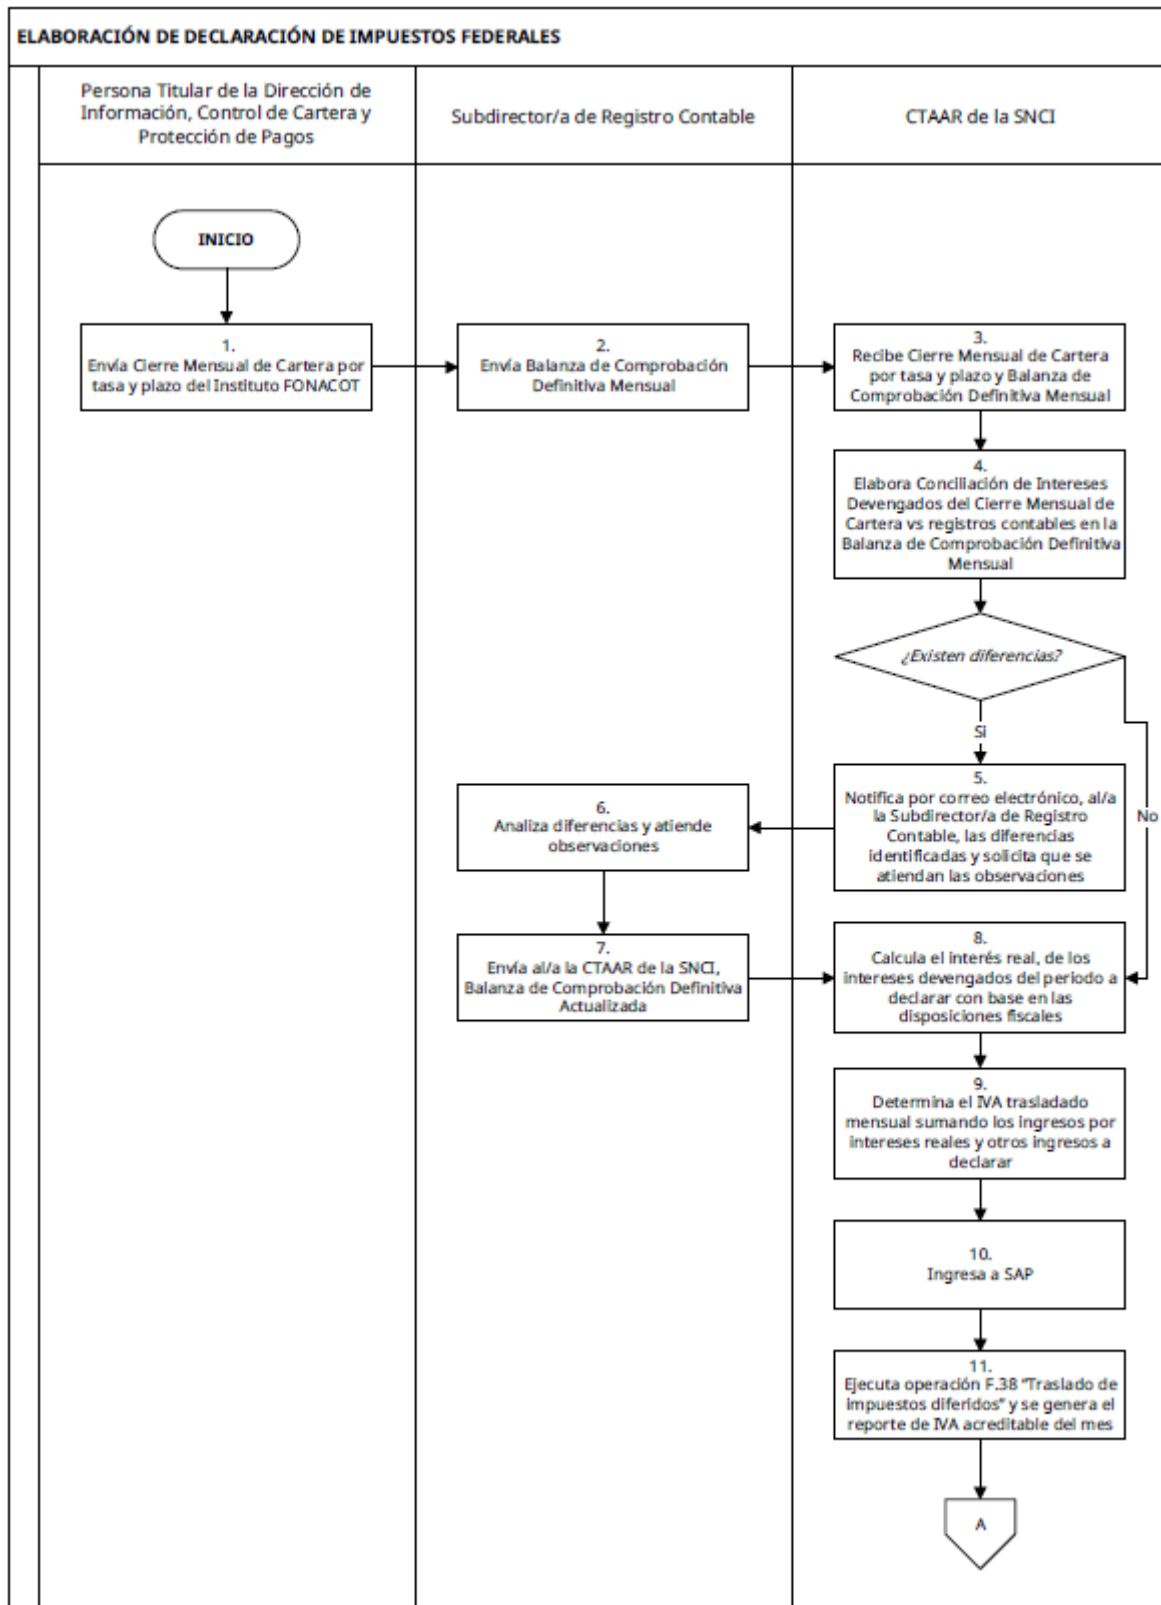 ELABORACIÓN DE DECLARACIÓN DE IMPUESTOS FEDERALES
Persona Titular de la Dirección de
Información, Control de Cartera y
Protección de Pagos
Subdirector/a de Registro Contable
CTAAR de la SNCI
INICIO
1.
Envía Cierre Mensual de Cartera por
tasa y plazo del Instituto FONACOT
2.
Envía Balanza de Comprobación
Definitiva Mensual
3.
Recibe Cierre Mensual de Cartera
por tasa y plazo y Balanza de
Comprobación Definitiva Mensual
4.
Elabora Conciliación de Intereses
Devengados del Cierre Mensual de
Cartera vs registros contables en la
Balanza de Comprobación Definitiva
Mensual
¿Existen diferencias?
Si
No
5.
Notifica por correo electrónico, al/a
la Subdirector/a de Registro
Contable, las diferencias
identificadas y solicita que se
atiendan las observaciones
6.
Analiza diferencias y atiende
observaciones
7.
Envía al/a la CTAAR de la SNCI,
Balanza de Comprobación Definitiva
Actualizada
8.
Calcula el interés real, de los
intereses devengados del periodo a
declarar con base en las
disposiciones fiscales
9.
Determina el IVA trasladado
mensual sumando los ingresos por
intereses reales y otros ingresos a
declarar
10.
Ingresa a SAP
11.
Ejecuta operación F.38 “Traslado de
impuestos diferidos” y se genera el
reporte de IVA acreditable del mes
A